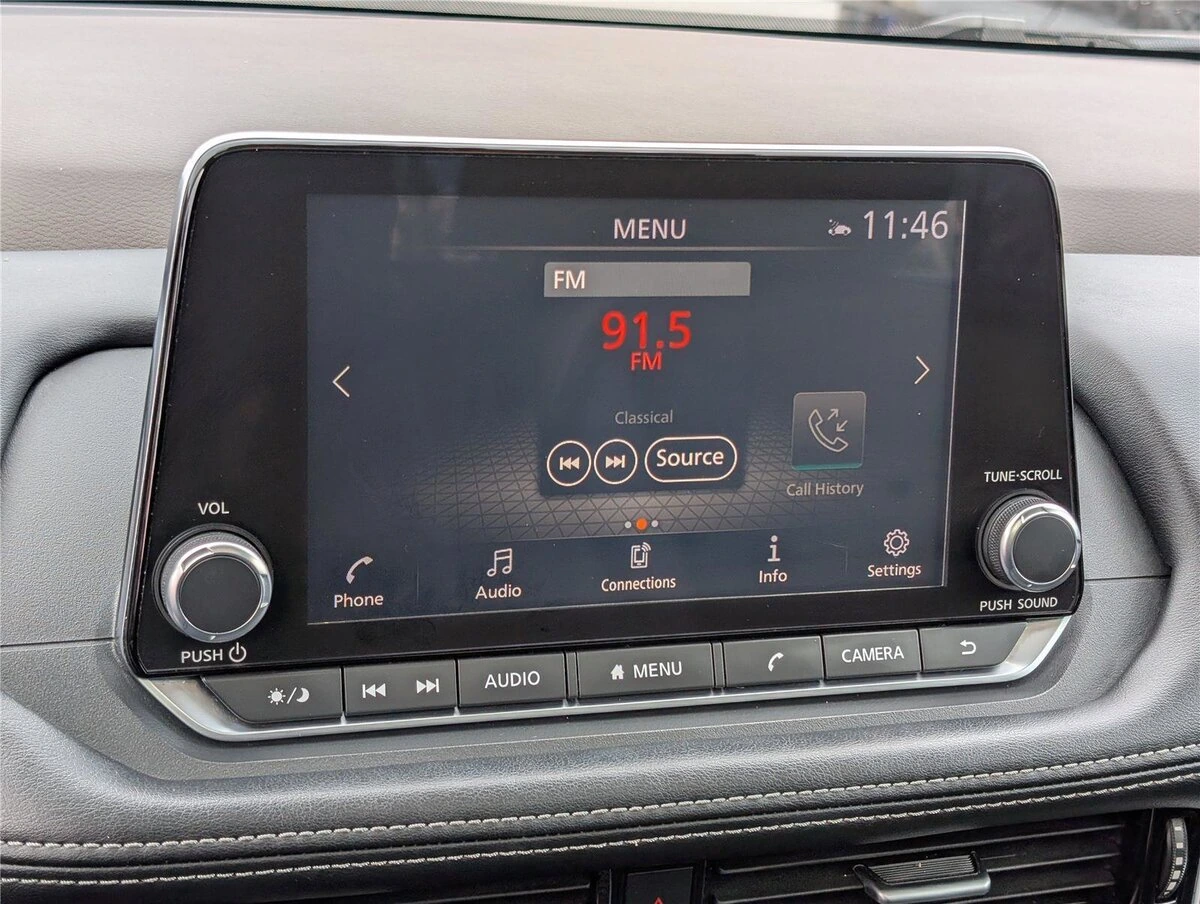 MENU
11:46
FM
91.5
FM
Classical
Source
Call History
Phone
Audio
Connections
Info
Settings
VOL
PUSH
TUNE·SCROLL
PUSH SOUND
AUDIO
MENU
CAMERA